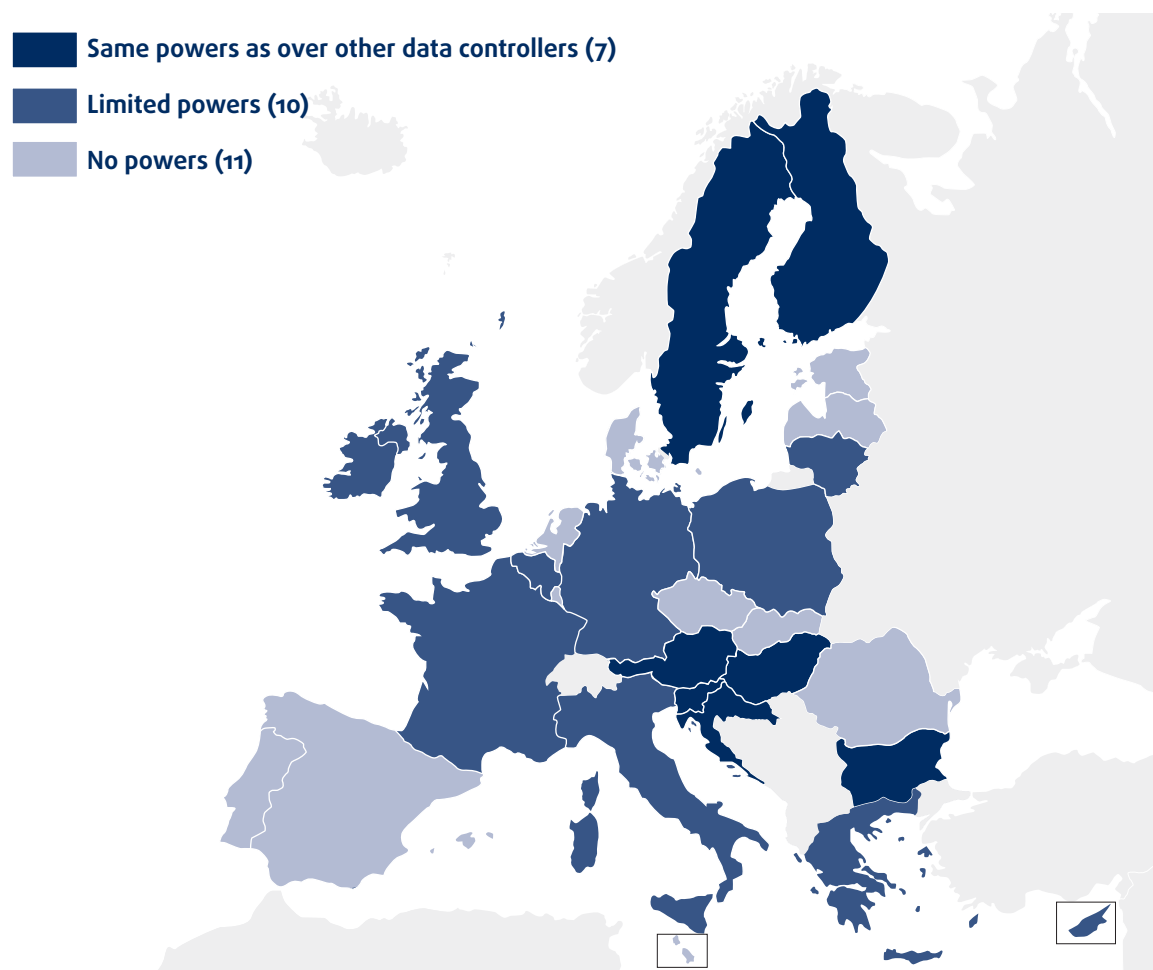 Same powers as over other data controllers (7)
Limited powers (10)
No powers (11)